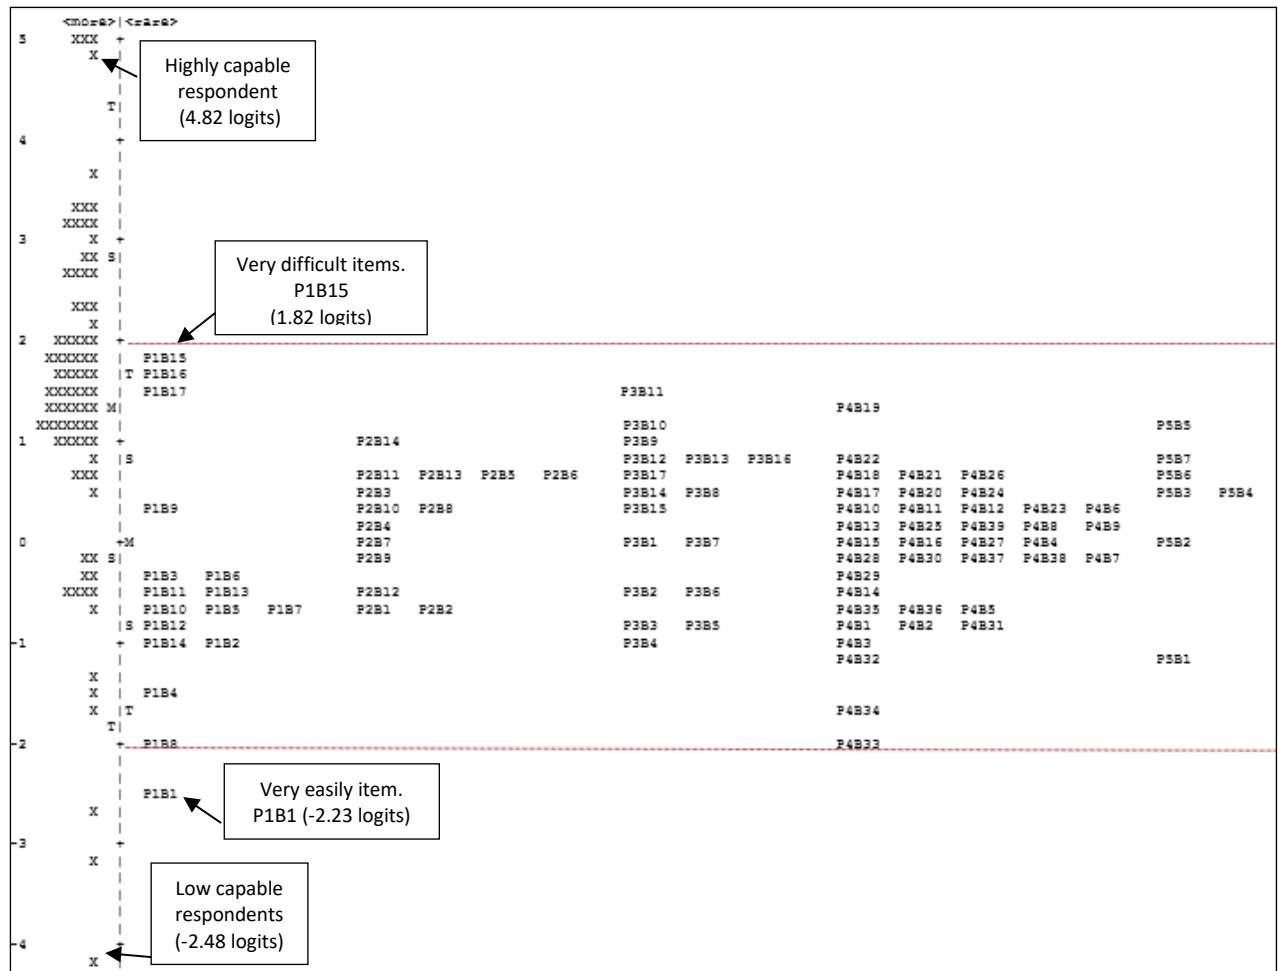 <more>|<rare>
5 XXX +
X |
Highly capable
respondent
(4.82 logits)
T|
4 +
X |
XXX |
XXXX |
3 X +
XX S|
XXXX |
Very difficult items.
P1B15
(1.82 logits)
XXX |
X |
2 XXXXX +
XXXXXX | P1B15
XXXXX |T P1B16
XXXXXX | P1B17 P3B11
XXXXXX M| P4B19
XXXXXXX | P3B10 P5B5
1 XXXXX + P2B14 P3B9
X |S P3B12 P3B13 P3B16 P4B22 P5B7
XXX | P2B11 P2B13 P2B5 P2B6 P3B17 P4B18 P4B21 P4B26 P5B6
X | P2B3 P3B14 P3B8 P4B17 P4B20 P4B24 P5B3 P5B4
| P1B9 P2B10 P2B8 P3B15 P4B10 P4B11 P4B12 P4B23 P4B6
| P2B4 P4B13 P4B25 P4B39 P4B8 P4B9
0 +M P2B7 P3B1 P3B7 P4B15 P4B16 P4B27 P4B4 P5B2
XX S| P2B9 P4B28 P4B30 P4B37 P4B38 P4B7
XX | P1B3 P1B6 P4B29
XXXX | P1B11 P1B13 P2B12 P3B2 P3B6 P4B14
X | P1B10 P1B5 P1B7 P2B1 P2B2 P4B35 P4B36 P4B5
|S P1B12 P3B3 P3B5 P4B1 P4B2 P4B31
-1 + P1B14 P1B2 P3B4 P4B3
| P4B32 P5B1
X |
X | P1B4
X |T P4B34
T|
-2 + P1B8 P4B33
| P1B1
Very easily item.
P1B1 (-2.23 logits)
X |
-3 +
X |
Low capable
respondents
(-2.48 logits)
-4 +
X |